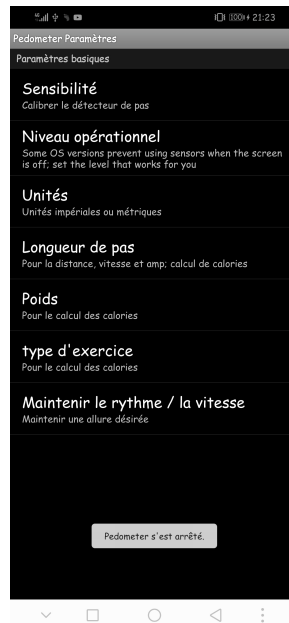 100 21:23
Pedometer Paramètres
Paramètres basiques
Sensibilité
Calibrer le détecteur de pas
Niveau opérationnel
Some OS versions prevent using sensors when the screen
is off; set the level that works for you
Unités
Unités impériales ou métriques
Longueur de pas
Pour la distance, vitesse et amp; calcul de calories
Poids
Pour le calcul des calories
type d'exercice
Pour le calcul des calories
Maintenir le rythme / la vitesse
Maintenir une allure désirée
Pedometer s'est arrêté.